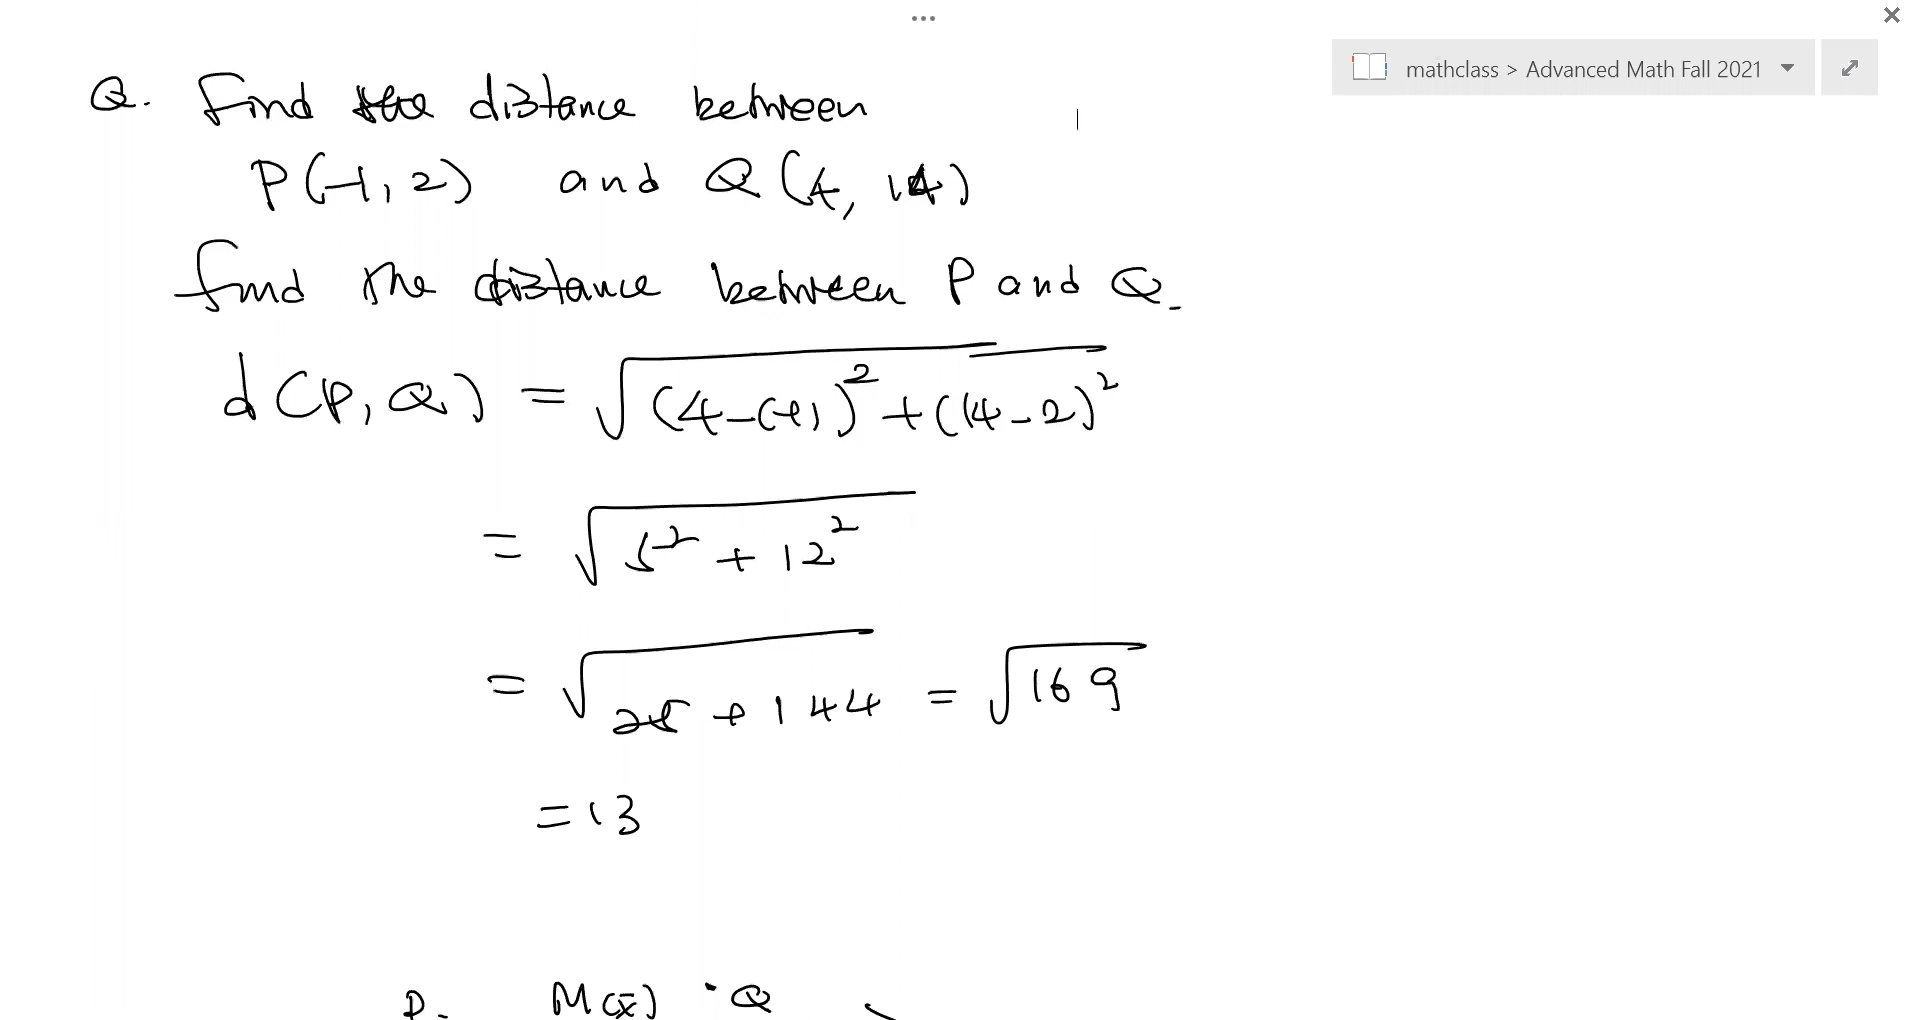 ...
mathclass > Advanced Math Fall 2021
Q. Find the distance between
P(-1, 2) and Q(4, 14)
find the distance between P and Q.
d(P, Q) = √((4-(-1))² + (14-2)²)
= √(5² + 12²)
= √(25 + 144) = √169
= 13
P. M(x̄) · Q